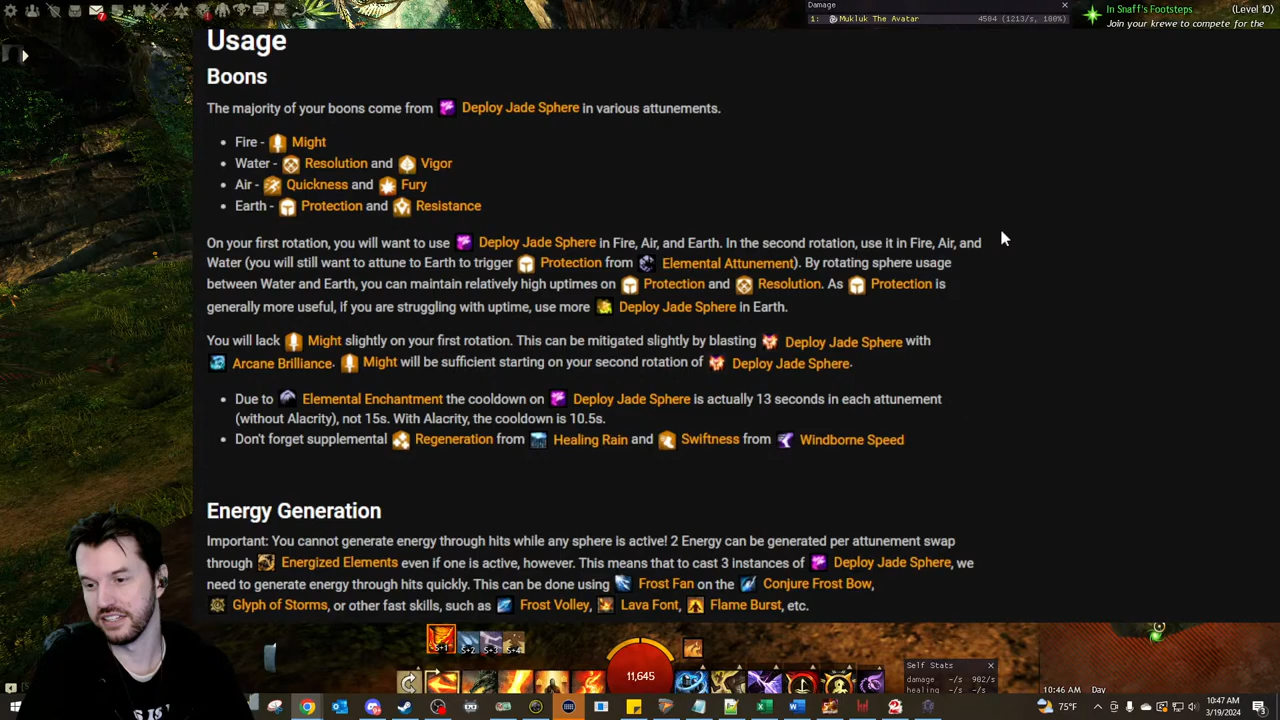 Damage
1: Mukluk The Avatar 4504 (1213/s, 100%)
In Snaff's Footsteps (Level 10)
Join your krewe to compete for the
7
1
Usage
Boons
The majority of your boons come from Deploy Jade Sphere in various attunements.
Fire - Might
Water - Resolution and Vigor
Air - Quickness and Fury
Earth - Protection and Resistance
On your first rotation, you will want to use Deploy Jade Sphere in Fire, Air, and Earth. In the second rotation, use it in Fire, Air, and
Water (you will still want to attune to Earth to trigger Protection from Elemental Attunement). By rotating sphere usage
between Water and Earth, you can maintain relatively high uptimes on Protection and Resolution. As Protection is
generally more useful, if you are struggling with uptime, use more Deploy Jade Sphere in Earth.
You will lack Might slightly on your first rotation. This can be mitigated slightly by blasting Deploy Jade Sphere with
Arcane Brilliance. Might will be sufficient starting on your second rotation of Deploy Jade Sphere.
Due to Elemental Enchantment the cooldown on Deploy Jade Sphere is actually 13 seconds in each attunement
(without Alacrity), not 15s. With Alacrity, the cooldown is 10.5s.
Don't forget supplemental Regeneration from Healing Rain and Swiftness from Windborne Speed
Energy Generation
Important: You cannot generate energy through hits while any sphere is active! 2 Energy can be generated per attunement swap
through Energized Elements even if one is active, however. This means that to cast 3 instances of Deploy Jade Sphere, we
need to generate energy through hits quickly. This can be done using Frost Fan on the Conjure Frost Bow,
Glyph of Storms, or other fast skills, such as Frost Volley, Lava Font, Flame Burst, etc.
S+1 S+2 S+3 S+4
11,645
Self Stats
damage -/s 902/s
healing -/s -/s
10:46 AM Day
75°F
10:47 AM
3/19/2024